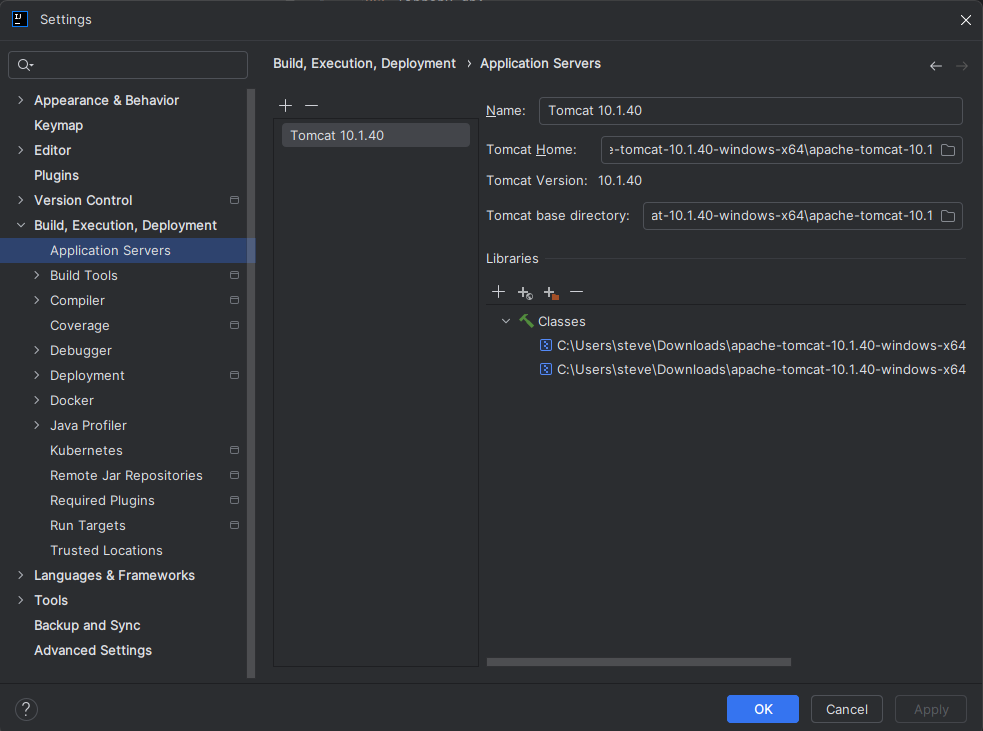 Settings
Build, Execution, Deployment › Application Servers
Appearance & Behavior
Keymap
Editor
Plugins
Version Control
Build, Execution, Deployment
Application Servers
Build Tools
Compiler
Coverage
Debugger
Deployment
Docker
Java Profiler
Kubernetes
Remote Jar Repositories
Required Plugins
Run Targets
Trusted Locations
Languages & Frameworks
Tools
Backup and Sync
Advanced Settings
Tomcat 10.1.40
Name: Tomcat 10.1.40
Tomcat Home: e-tomcat-10.1.40-windows-x64\apache-tomcat-10.1
Tomcat Version: 10.1.40
Tomcat base directory: at-10.1.40-windows-x64\apache-tomcat-10.1
Libraries
Classes
C:\Users\steve\Downloads\apache-tomcat-10.1.40-windows-x64
C:\Users\steve\Downloads\apache-tomcat-10.1.40-windows-x64
?
OK
Cancel
Apply